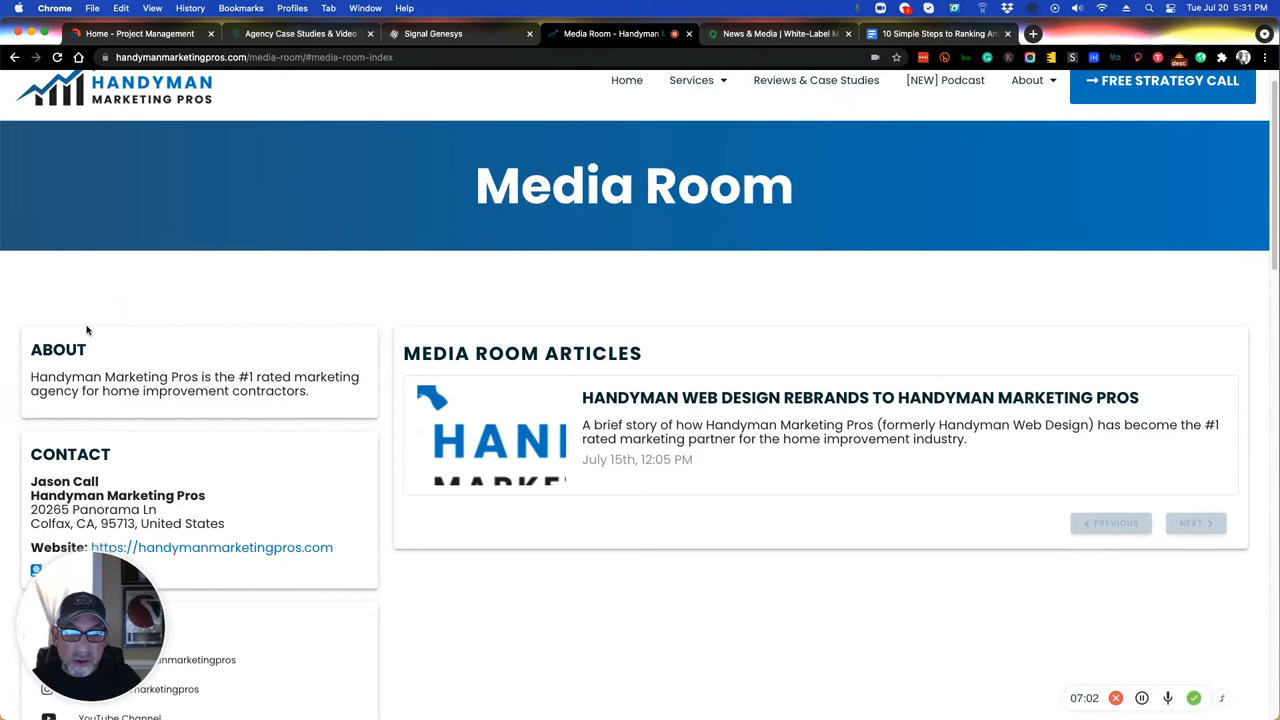 Chrome File Edit View History Bookmarks Profiles Tab Window Help Tue Jul 20 5:31 PM
Home - Project Management Agency Case Studies & Video Signal Genesys Media Room - Handyman News & Media | White-Label M 10 Simple Steps to Ranking An
handymanmarketingpros.com/media-room/#media-room-index
HANDYMAN
MARKETING PROS
Home Services Reviews & Case Studies [NEW] Podcast About → FREE STRATEGY CALL
Media Room
ABOUT
Handyman Marketing Pros is the #1 rated marketing
agency for home improvement contractors.
CONTACT
Jason Call
Handyman Marketing Pros
20265 Panorama Ln
Colfax, CA, 95713, United States
Website: https://handymanmarketingpros.com
anmarketingpros
marketingpros
YouTube Channel
MEDIA ROOM ARTICLES
HANI
MARKE
HANDYMAN WEB DESIGN REBRANDS TO HANDYMAN MARKETING PROS
A brief story of how Handyman Marketing Pros (formerly Handyman Web Design) has become the #1
rated marketing partner for the home improvement industry.
July 15th, 12:05 PM
PREVIOUS NEXT
07:02